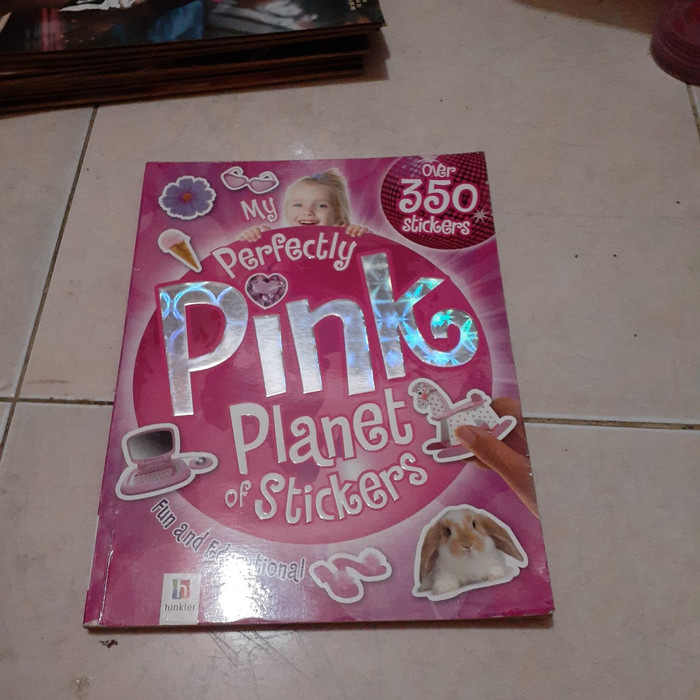 Over
350
stickers
My
Perfectly
Pink
Planet
of Stickers
Fun and Educational
hinkler